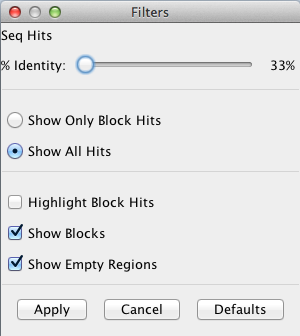 Filters
Seq Hits
% Identity: 33%
Show Only Block Hits
Show All Hits
Highlight Block Hits
Show Blocks
Show Empty Regions
Apply Cancel Defaults